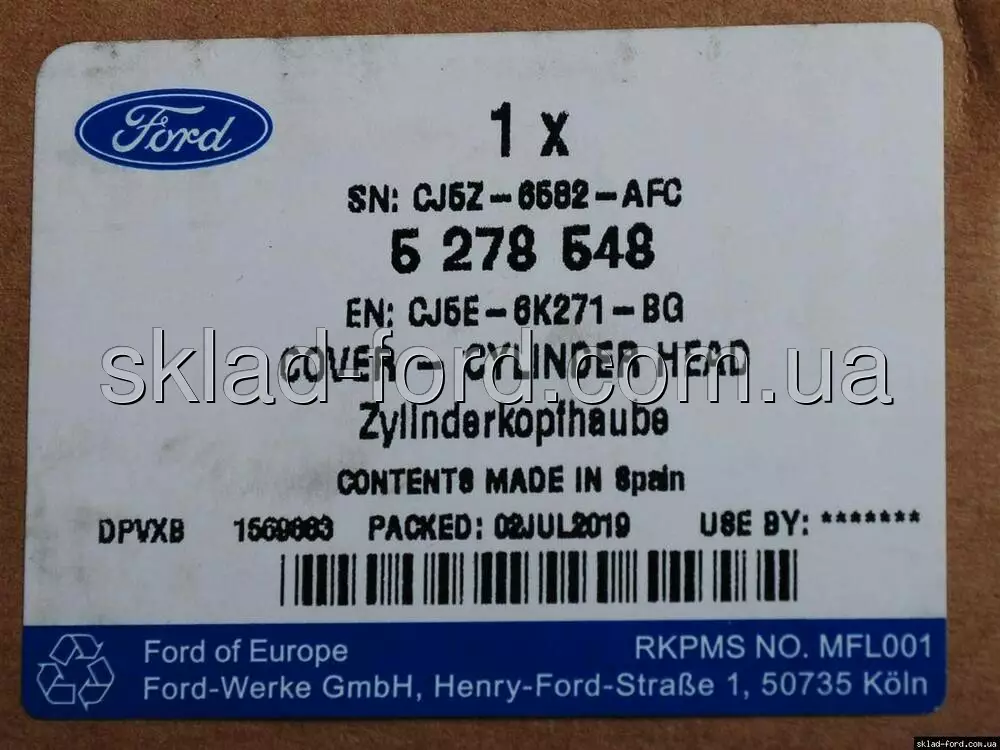 Ford
1 x
SN: CJ5Z-6582-AFC
5 278 548
EN: CJ5E-6K271-BG
sklad-ford.com.ua
COVER - CYLINDER HEAD
Zylinderkopfhaube
CONTENTS MADE IN Spain
DPVXB 1569663 PACKED: 02JUL2019 USE BY: *******
Ford of Europe RKPMS NO. MFL001
Ford-Werke GmbH, Henry-Ford-Straße 1, 50735 Köln
sklad-ford.com.ua